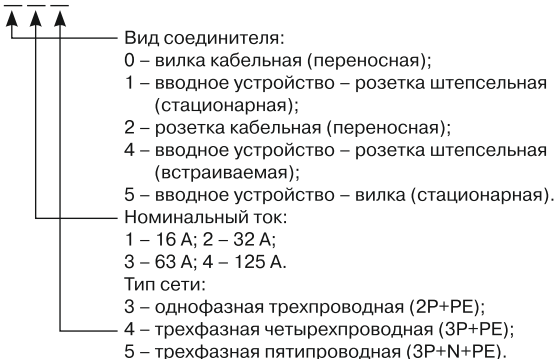 Вид соединителя:
0 – вилка кабельная (переносная);
1 – вводное устройство – розетка штепсельная
(стационарная);
2 – розетка кабельная (переносная);
4 – вводное устройство – розетка штепсельная
(встраиваемая);
5 – вводное устройство – вилка (стационарная).
Номинальный ток:
1 – 16 А; 2 – 32 А;
3 – 63 А; 4 – 125 А.
Тип сети:
3 – однофазная трехпроводная (2P+PE);
4 – трехфазная четырехпроводная (3P+PE);
5 – трехфазная пятипроводная (3P+N+PE).